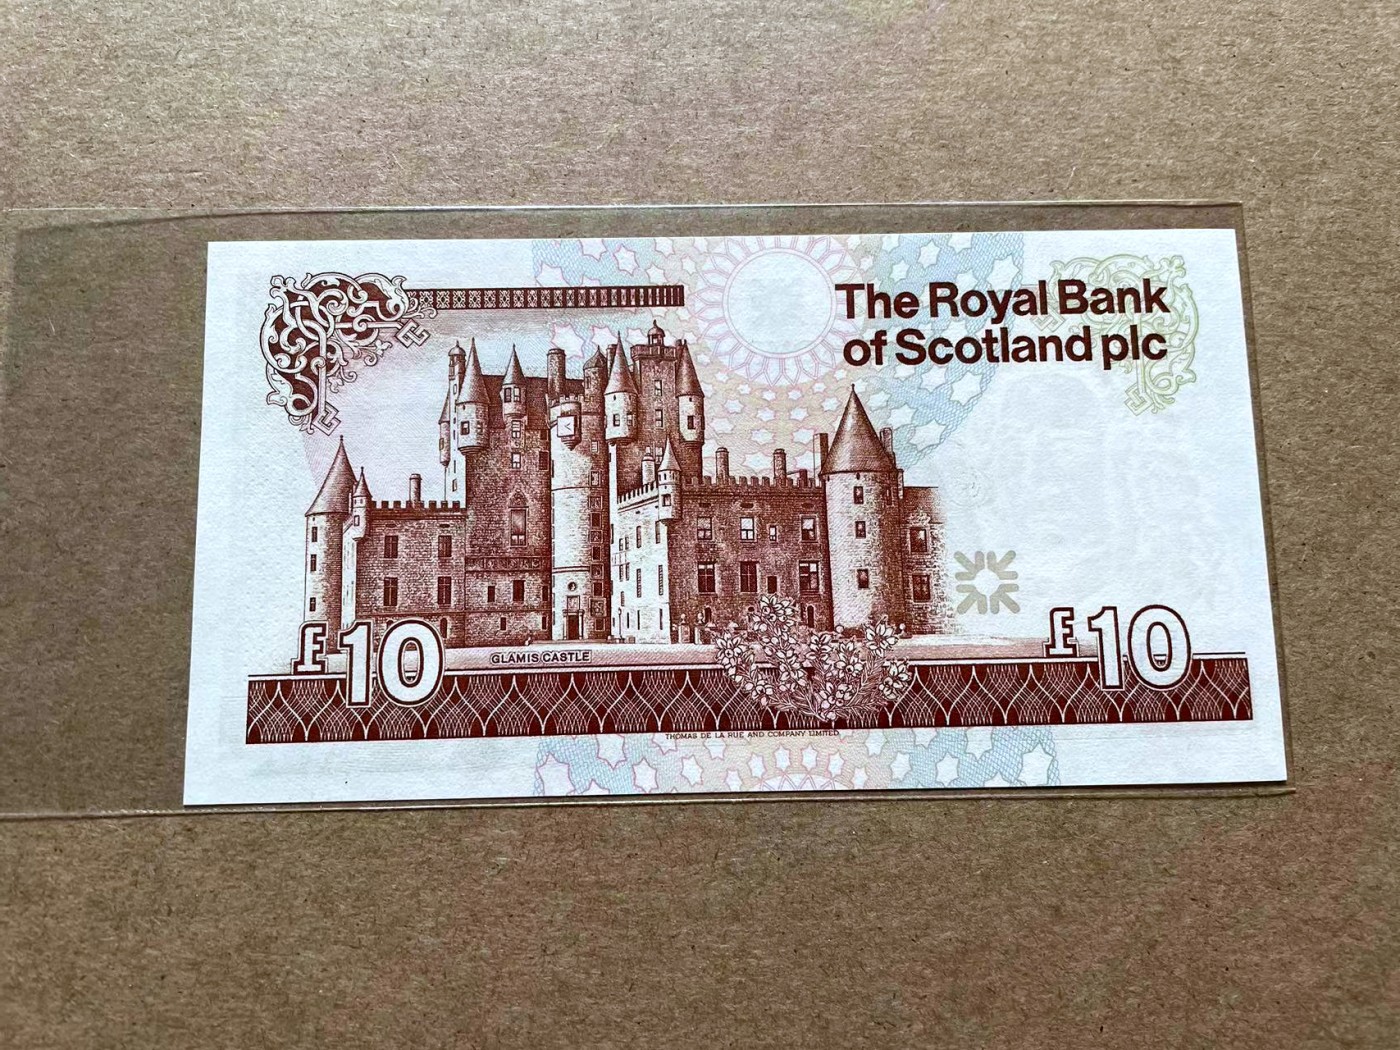 The Royal Bank
of Scotland plc
£10
£10
GLAMIS CASTLE
THOMAS DE LA RUE AND COMPANY LIMITED